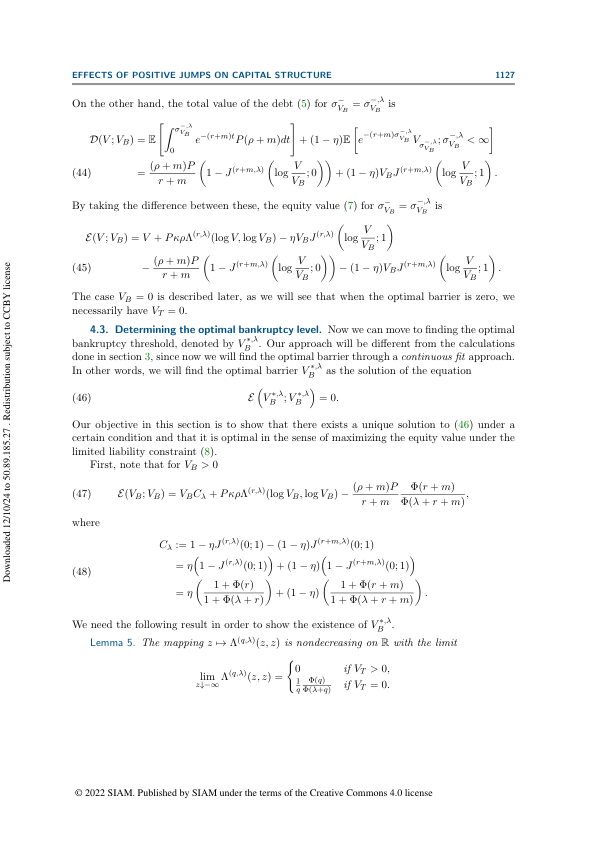 EFFECTS OF POSITIVE JUMPS ON CAPITAL STRUCTURE 1127
On the other hand, the total value of the debt (5) for $\sigma_{V_B}^{-} = \sigma_{V_B}^{-,\lambda}$ is
$\mathcal{D}(V; V_B) = \mathbb{E}\left[\int_0^{\sigma_{V_B}^{-,\lambda}} e^{-(r+m)t} P(\rho + m) dt\right] + (1 - \eta)\mathbb{E}\left[e^{-(r+m)\sigma_{V_B}^{-,\lambda}} V_{\sigma_{V_B}^{-,\lambda}}; \sigma_{V_B}^{-,\lambda} < \infty\right]$
(44) $= \frac{(\rho + m)P}{r + m}\left(1 - J^{(r+m,\lambda)}\left(\log \frac{V}{V_B}; 0\right)\right) + (1 - \eta)V_B J^{(r+m,\lambda)}\left(\log \frac{V}{V_B}; 1\right).$
By taking the difference between these, the equity value (7) for $\sigma_{V_B}^{-} = \sigma_{V_B}^{-,\lambda}$ is
$\mathcal{E}(V; V_B) = V + P\kappa\rho\Lambda^{(r,\lambda)}(\log V, \log V_B) - \eta V_B J^{(r,\lambda)}\left(\log \frac{V}{V_B}; 1\right)$
(45) $- \frac{(\rho + m)P}{r + m}\left(1 - J^{(r+m,\lambda)}\left(\log \frac{V}{V_B}; 0\right)\right) - (1 - \eta)V_B J^{(r+m,\lambda)}\left(\log \frac{V}{V_B}; 1\right).$
The case $V_B = 0$ is described later, as we will see that when the optimal barrier is zero, we
necessarily have $V_T = 0$.
4.3. Determining the optimal bankruptcy level. Now we can move to finding the optimal
bankruptcy threshold, denoted by $V_B^{*,\lambda}$. Our approach will be different from the calculations
done in section 3, since now we will find the optimal barrier through a continuous fit approach.
In other words, we will find the optimal barrier $V_B^{*,\lambda}$ as the solution of the equation
(46) $\mathcal{E}\left(V_B^{*,\lambda}; V_B^{*,\lambda}\right) = 0.$
Our objective in this section is to show that there exists a unique solution to (46) under a
certain condition and that it is optimal in the sense of maximizing the equity value under the
limited liability constraint (8).
First, note that for $V_B > 0$
(47) $\mathcal{E}(V_B; V_B) = V_B C_\lambda + P\kappa\rho\Lambda^{(r,\lambda)}(\log V_B, \log V_B) - \frac{(\rho + m)P}{r + m}\frac{\Phi(r + m)}{\Phi(\lambda + r + m)},$
where
$C_\lambda := 1 - \eta J^{(r,\lambda)}(0; 1) - (1 - \eta)J^{(r+m,\lambda)}(0; 1)$
(48) $= \eta\left(1 - J^{(r,\lambda)}(0; 1)\right) + (1 - \eta)\left(1 - J^{(r+m,\lambda)}(0; 1)\right)$
$= \eta\left(\frac{1 + \Phi(r)}{1 + \Phi(\lambda + r)}\right) + (1 - \eta)\left(\frac{1 + \Phi(r + m)}{1 + \Phi(\lambda + r + m)}\right).$
We need the following result in order to show the existence of $V_B^{*,\lambda}$.
Lemma 5. The mapping $z \mapsto \Lambda^{(q,\lambda)}(z, z)$ is nondecreasing on $\mathbb{R}$ with the limit
$\lim_{z \downarrow -\infty} \Lambda^{(q,\lambda)}(z, z) = \begin{cases} 0 & \text{if } V_T > 0, \\ \frac{1}{q}\frac{\Phi(q)}{\Phi(\lambda+q)} & \text{if } V_T = 0. \end{cases}$
© 2022 SIAM. Published by SIAM under the terms of the Creative Commons 4.0 license
Downloaded 12/10/24 to 50.89.185.27 . Redistribution subject to CCBY license